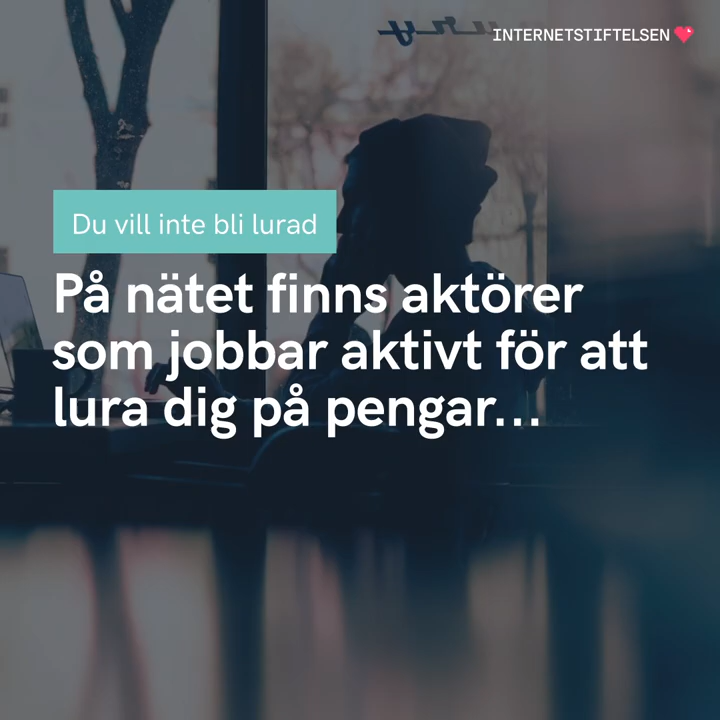 INTERNETSTIFTELSEN
Du vill inte bli lurad
På nätet finns aktörer
som jobbar aktivt för att
lura dig på pengar...